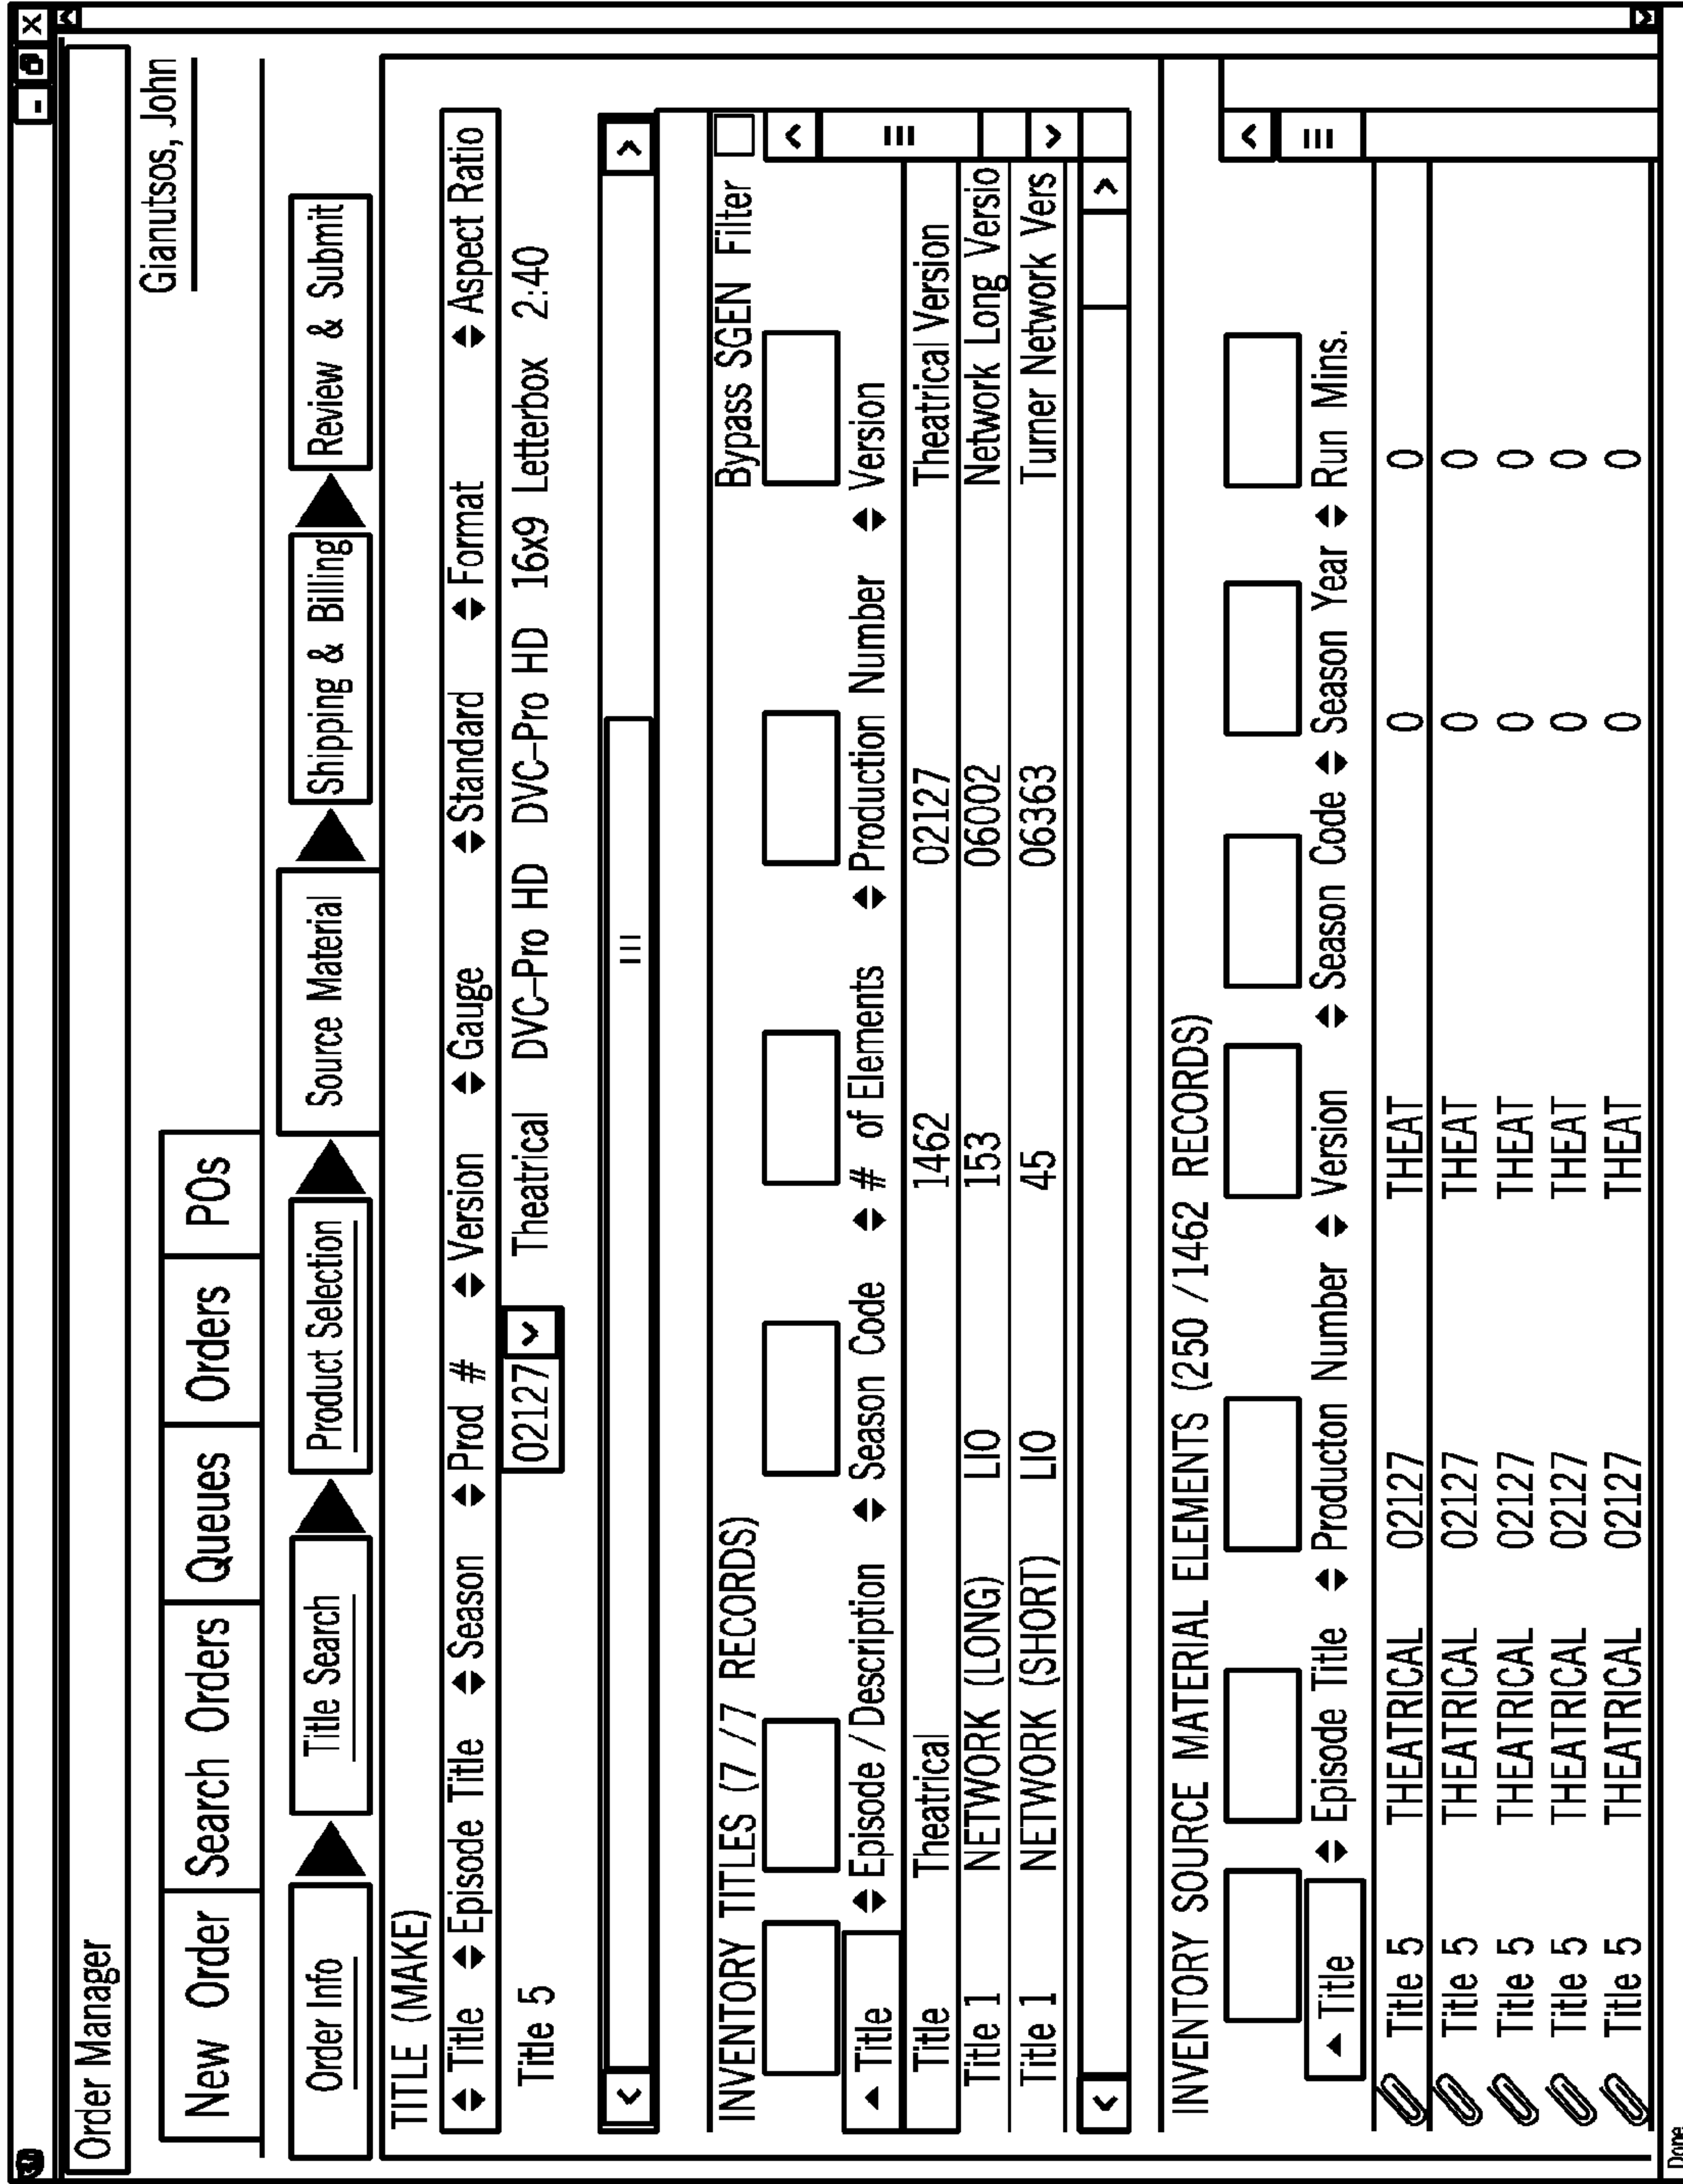 Order Manager
Gianutsos, John
New Order Search Orders Queues Orders POs
Order Info Title Search Product Selection Source Material Shipping & Billing Review & Submit
TITLE (MAKE)
Title Episode Title Season Prod # Version Gauge Standard Format Aspect Ratio
Title 5 02127 Theatrical DVC-Pro HD DVC-Pro HD 16x9 Letterbox 2:40
INVENTORY TITLES (7 /7 RECORDS) Bypass SGEN Filter
Title Episode /Description Season Code # of Elements Production Number Version
Title Theatrical 1462 02127 Theatrical Version
Title 1 NETWORK (LONG) LIO 153 06002 Network Long Versio
Title 1 NETWORK (SHORT) LIO 45 06363 Turner Network Vers
INVENTORY SOURCE MATERIAL ELEMENTS (250 /1462 RECORDS)
Title Episode Title Producton Number Version Season Code Season Year Run Mins.
Title 5 THEATRICAL 02127 THEAT 0 0
Title 5 THEATRICAL 02127 THEAT 0 0
Title 5 THEATRICAL 02127 THEAT 0 0
Title 5 THEATRICAL 02127 THEAT 0 0
Title 5 THEATRICAL 02127 THEAT 0 0
Done